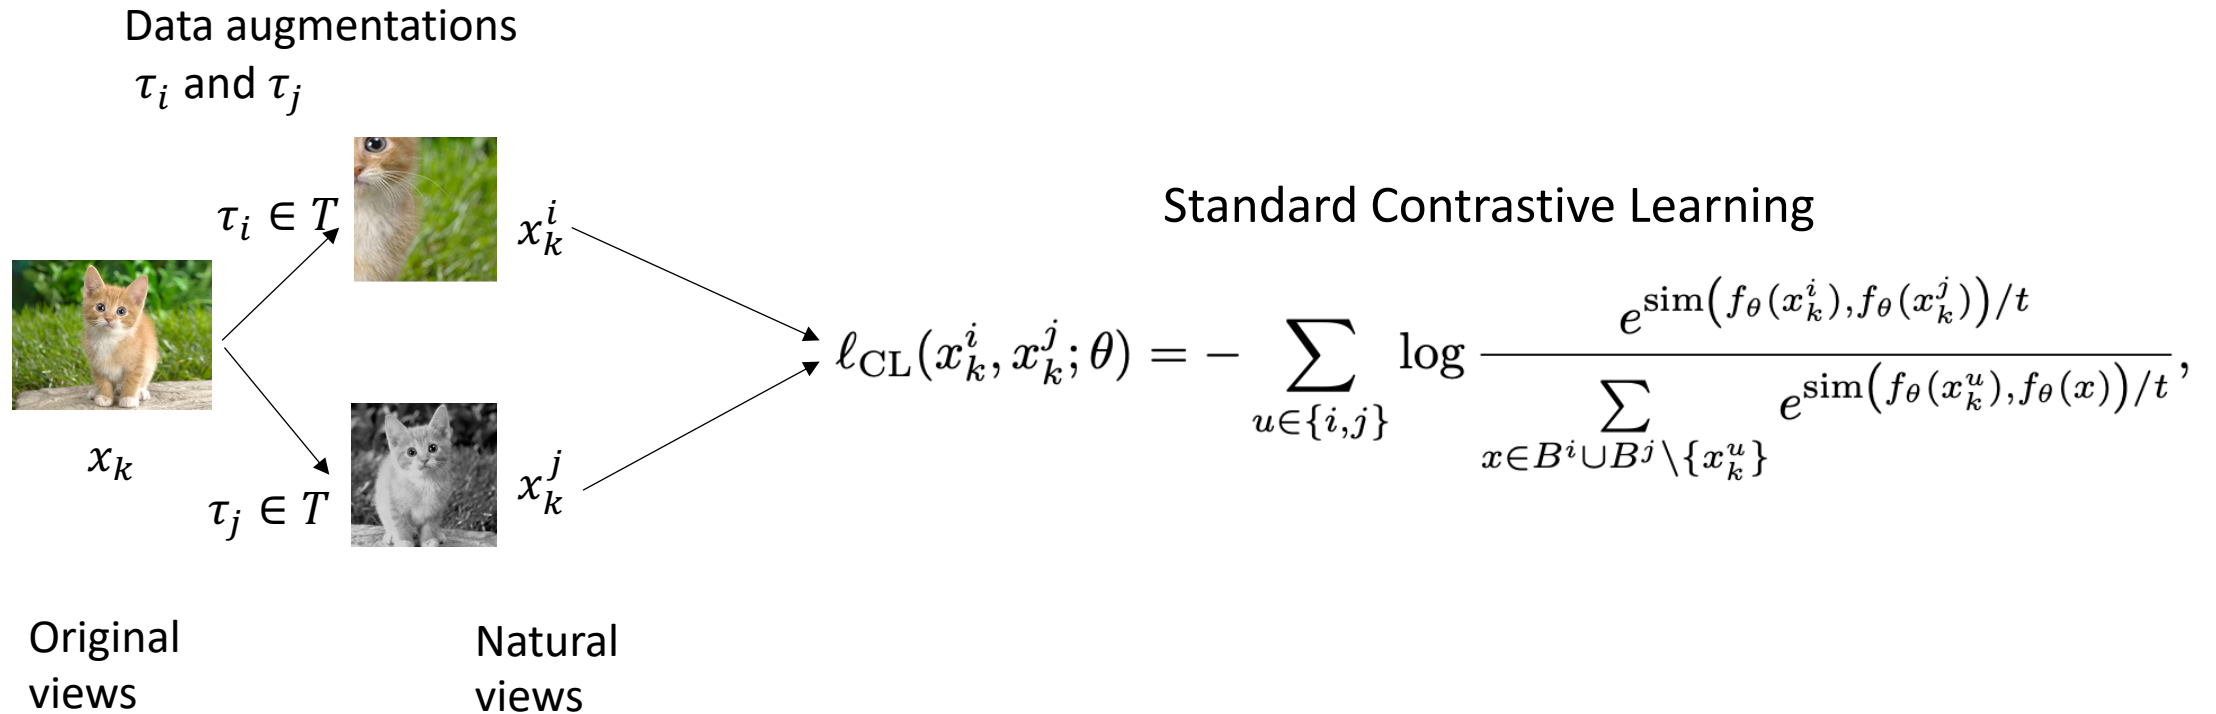 Data augmentations
τ_i and τ_j
τ_i ∈ T
x_k^i
Standard Contrastive Learning
x_k
ℓ_CL(x_k^i, x_k^j; θ) = − ∑_{u∈{i,j}} log \frac{e^{sim(f_θ(x_k^i), f_θ(x_k^j))/t}}{∑_{x∈B^i∪B^j\{x_k^u}} e^{sim(f_θ(x_k^u), f_θ(x))/t}},
τ_j ∈ T
x_k^j
Original
views
Natural
views